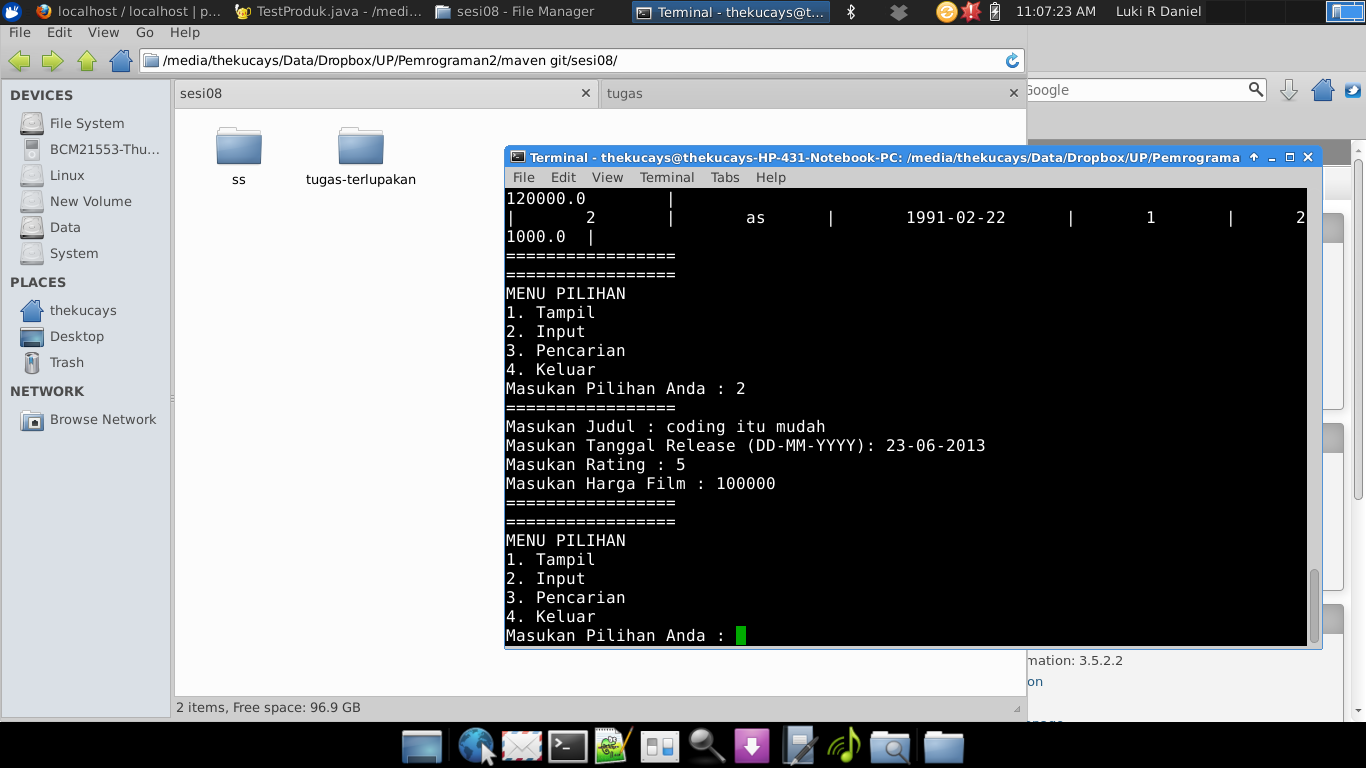 localhost / localhost | p...
TestProduk.java - /medi...
sesi08 - File Manager
Terminal - thekucays@t...
11:07:23 AM
Luki R Daniel
File Edit View Go Help
/media/thekucays/Data/Dropbox/UP/Pemrograman2/maven git/sesi08/
Google
DEVICES
File System
BCM21553-Thu...
Linux
New Volume
Data
System
PLACES
thekucays
Desktop
Trash
NETWORK
Browse Network
sesi08
tugas
ss
tugas-terlupakan
2 items, Free space: 96.9 GB
Terminal - thekucays@thekucays-HP-431-Notebook-PC: /media/thekucays/Data/Dropbox/UP/Pemrograma
File Edit View Terminal Tabs Help
120000.0 |
| 2 | as | 1991-02-22 | 1 | 2
1000.0 |
=================
=================
MENU PILIHAN
1. Tampil
2. Input
3. Pencarian
4. Keluar
Masukan Pilihan Anda : 2
=================
Masukan Judul : coding itu mudah
Masukan Tanggal Release (DD-MM-YYYY): 23-06-2013
Masukan Rating : 5
Masukan Harga Film : 100000
=================
=================
MENU PILIHAN
1. Tampil
2. Input
3. Pencarian
4. Keluar
Masukan Pilihan Anda :
mation: 3.5.2.2
on